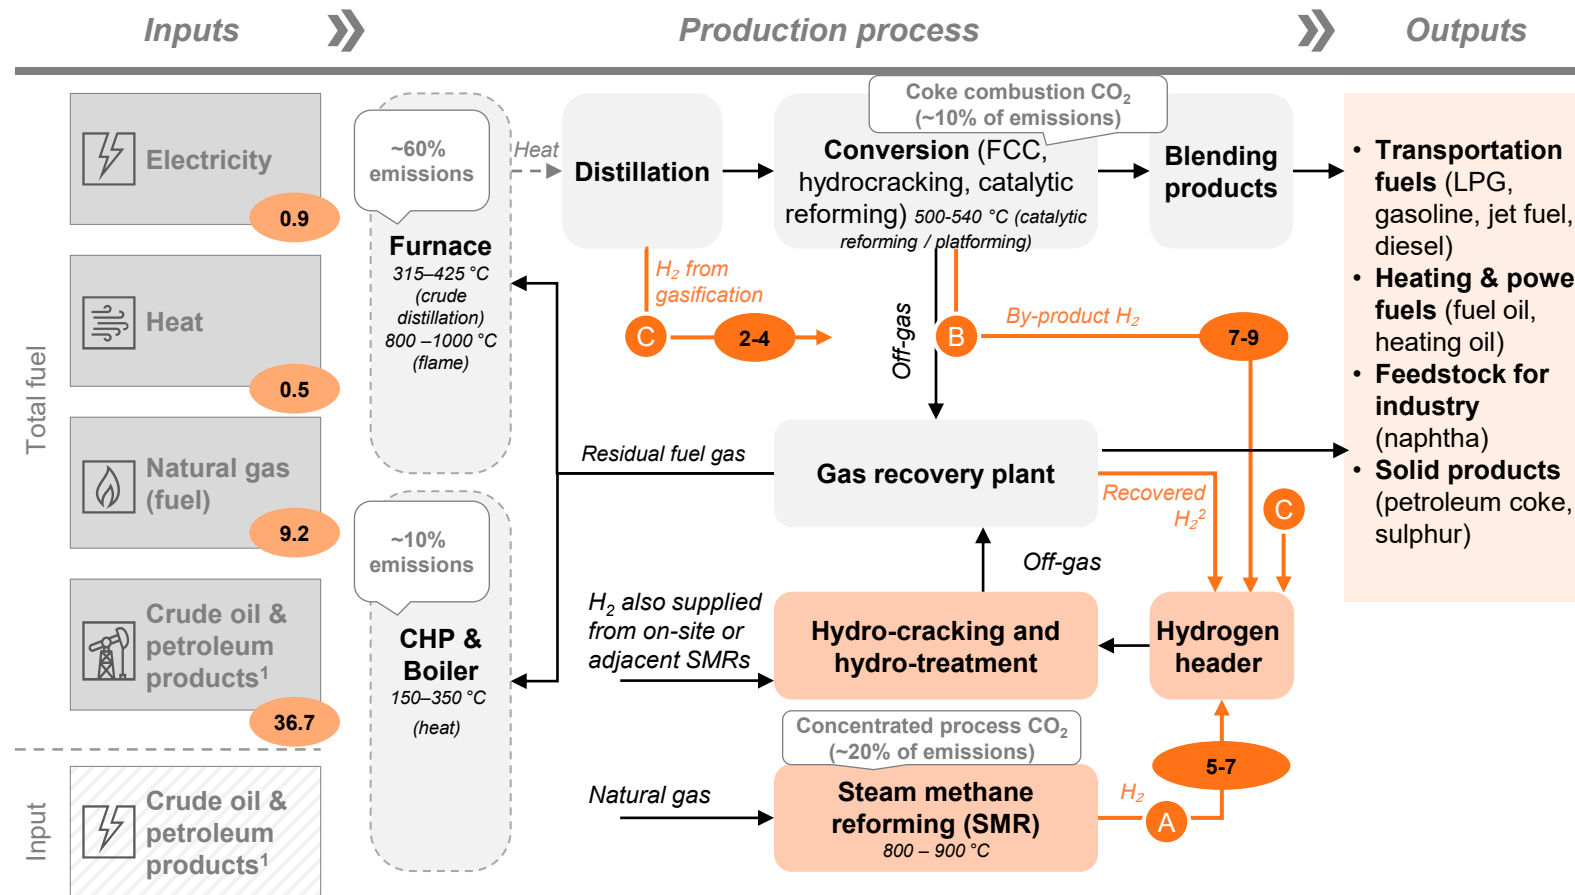 Inputs
Production process
Outputs
Total fuel
Electricity
0.9
Heat
0.5
Natural gas
(fuel)
9.2
Crude oil &
petroleum
products¹
36.7
Input
Crude oil &
petroleum
products¹
~60%
emissions
Furnace
315–425 °C
(crude
distillation)
800 –1000 °C
(flame)
~10%
emissions
CHP &
Boiler
150–350 °C
(heat)
Heat
Distillation
Coke combustion CO₂
(~10% of emissions)
Conversion (FCC,
hydrocracking, catalytic
reforming) 500-540 °C (catalytic
reforming / platforming)
Blending
products
H₂ from
gasification
C
2-4
Off-gas
B
By-product H₂
7-9
Residual fuel gas
Gas recovery plant
Recovered
H₂²
C
Off-gas
H₂ also supplied
from on-site or
adjacent SMRs
Hydro-cracking and
hydro-treatment
Hydrogen
header
Concentrated process CO₂
(~20% of emissions)
5-7
Natural gas
Steam methane
reforming (SMR)
800 – 900 °C
H₂
A
• Transportation
fuels (LPG,
gasoline, jet fuel,
diesel)
• Heating & powe
fuels (fuel oil,
heating oil)
• Feedstock for
industry
(naphtha)
• Solid products
(petroleum coke,
sulphur)